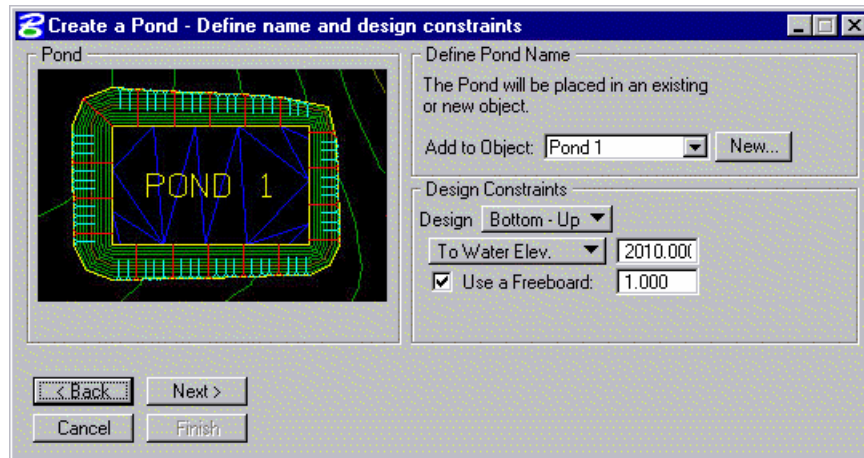 Create a Pond - Define name and design constraints
Pond
POND 1
Define Pond Name
The Pond will be placed in an existing
or new object.
Add to Object: Pond 1 New...
Design Constraints
Design Bottom - Up
To Water Elev. 2010.00(
Use a Freeboard: 1.000
< Back Next >
Cancel Finish